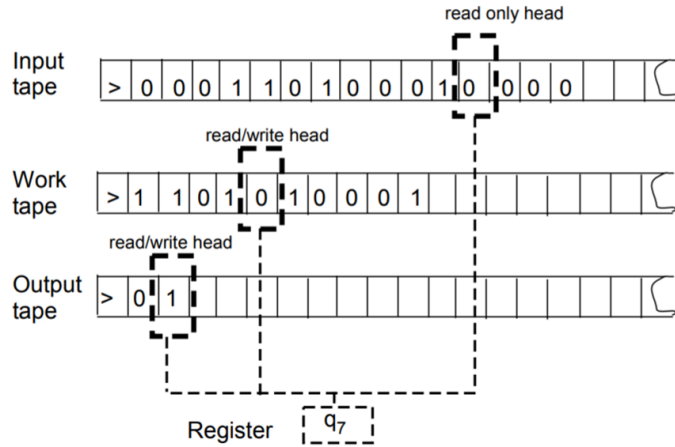 read only head
Input tape
> 0 0 0 1 1 0 1 0 0 0 1 0 0 0 0
read/write head
Work tape
> 1 1 0 1 0 1 0 0 0 1
read/write head
Output tape
> 0 1
Register q7